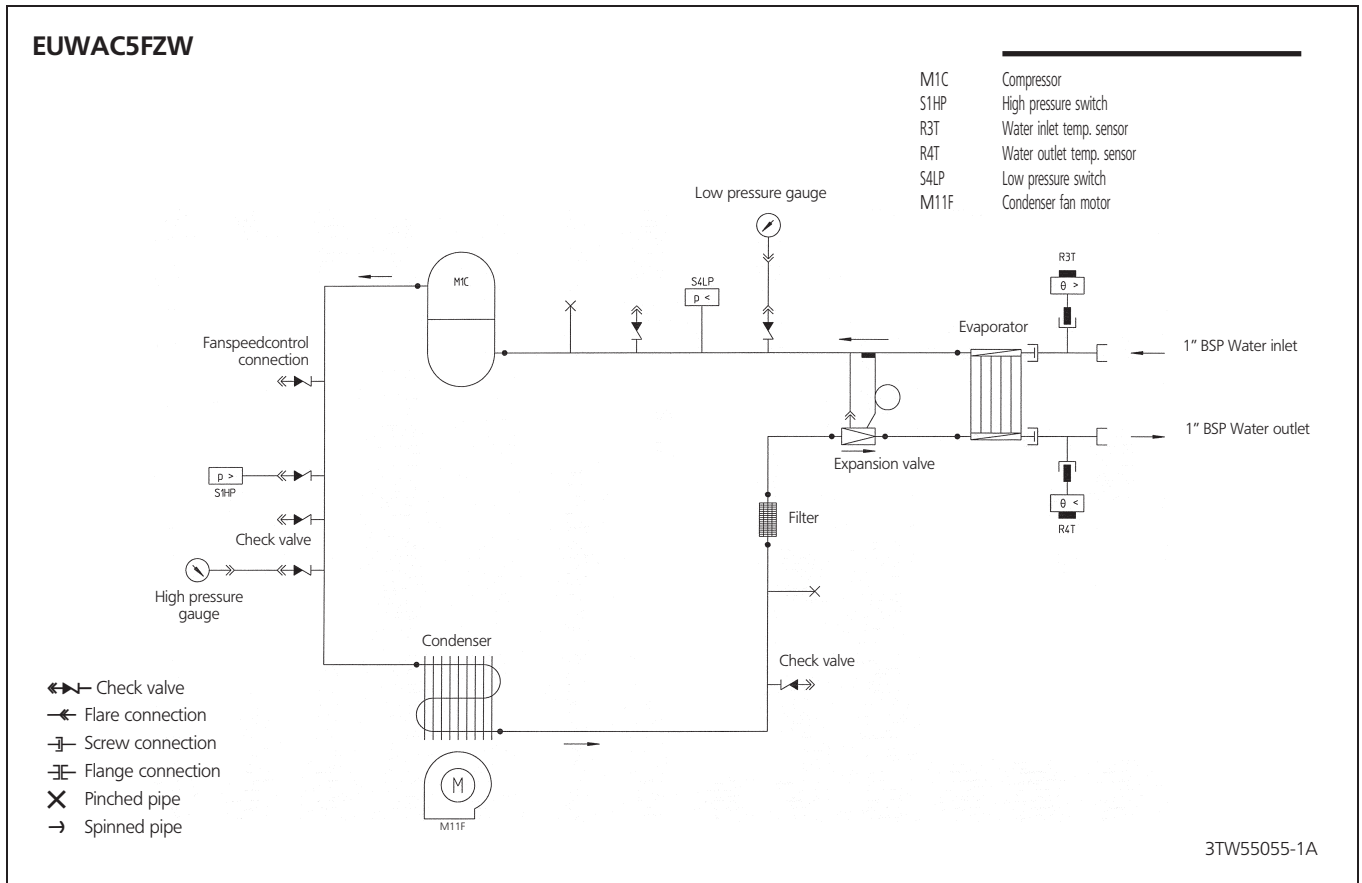 EUWAC5FZW
M1C Compressor
S1HP High pressure switch
R3T Water inlet temp. sensor
R4T Water outlet temp. sensor
S4LP Low pressure switch
M11F Condenser fan motor
Low pressure gauge
R3T
θ >
M1C
S4LP
p <
Evaporator
1” BSP Water inlet
Fanspeedcontrol
connection
1” BSP Water outlet
Expansion valve
p >
S1HP
θ <
R4T
Filter
Check valve
High pressure
gauge
Condenser
Check valve
Check valve
Flare connection
Screw connection
Flange connection
Pinched pipe
Spinned pipe
M
M11F
3TW55055-1A